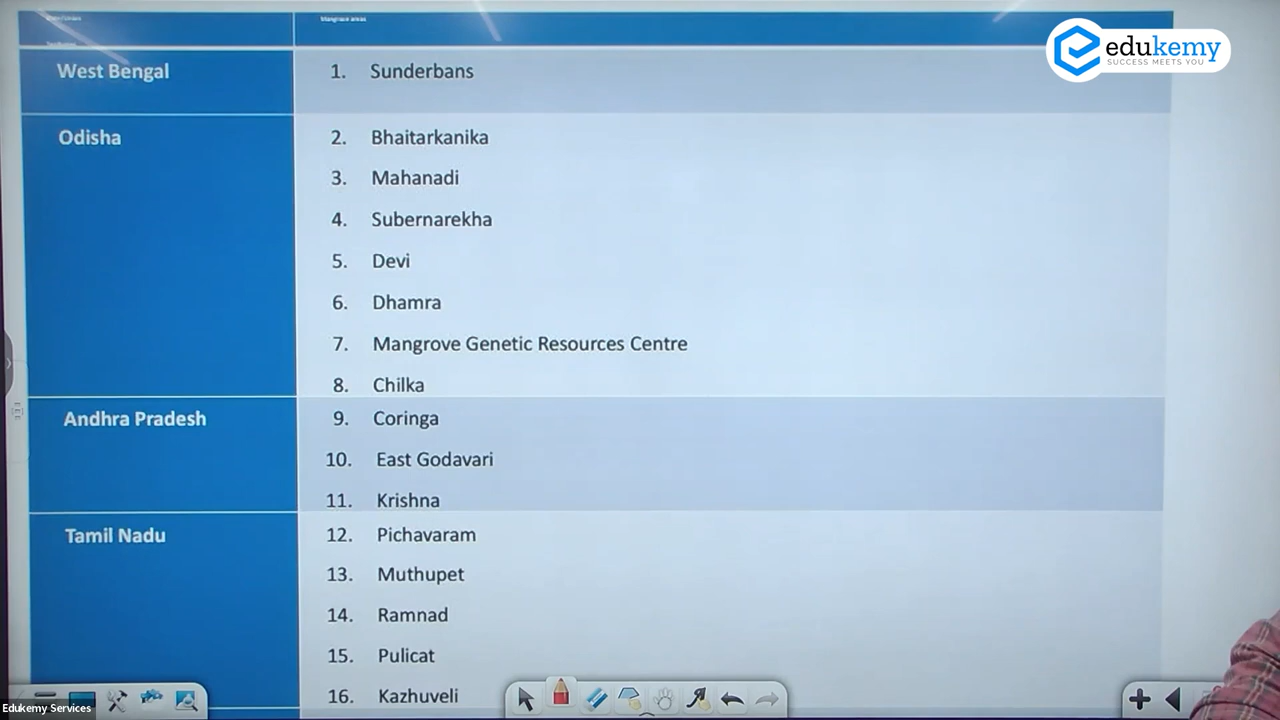 Mangrove areas
edukemy
SUCCESS MEETS YOU
West Bengal
1. Sunderbans
Odisha
2. Bhaitarkanika
3. Mahanadi
4. Subernarekha
5. Devi
6. Dhamra
7. Mangrove Genetic Resources Centre
8. Chilka
Andhra Pradesh
9. Coringa
10. East Godavari
11. Krishna
Tamil Nadu
12. Pichavaram
13. Muthupet
14. Ramnad
15. Pulicat
16. Kazhuveli
Edukemy Services